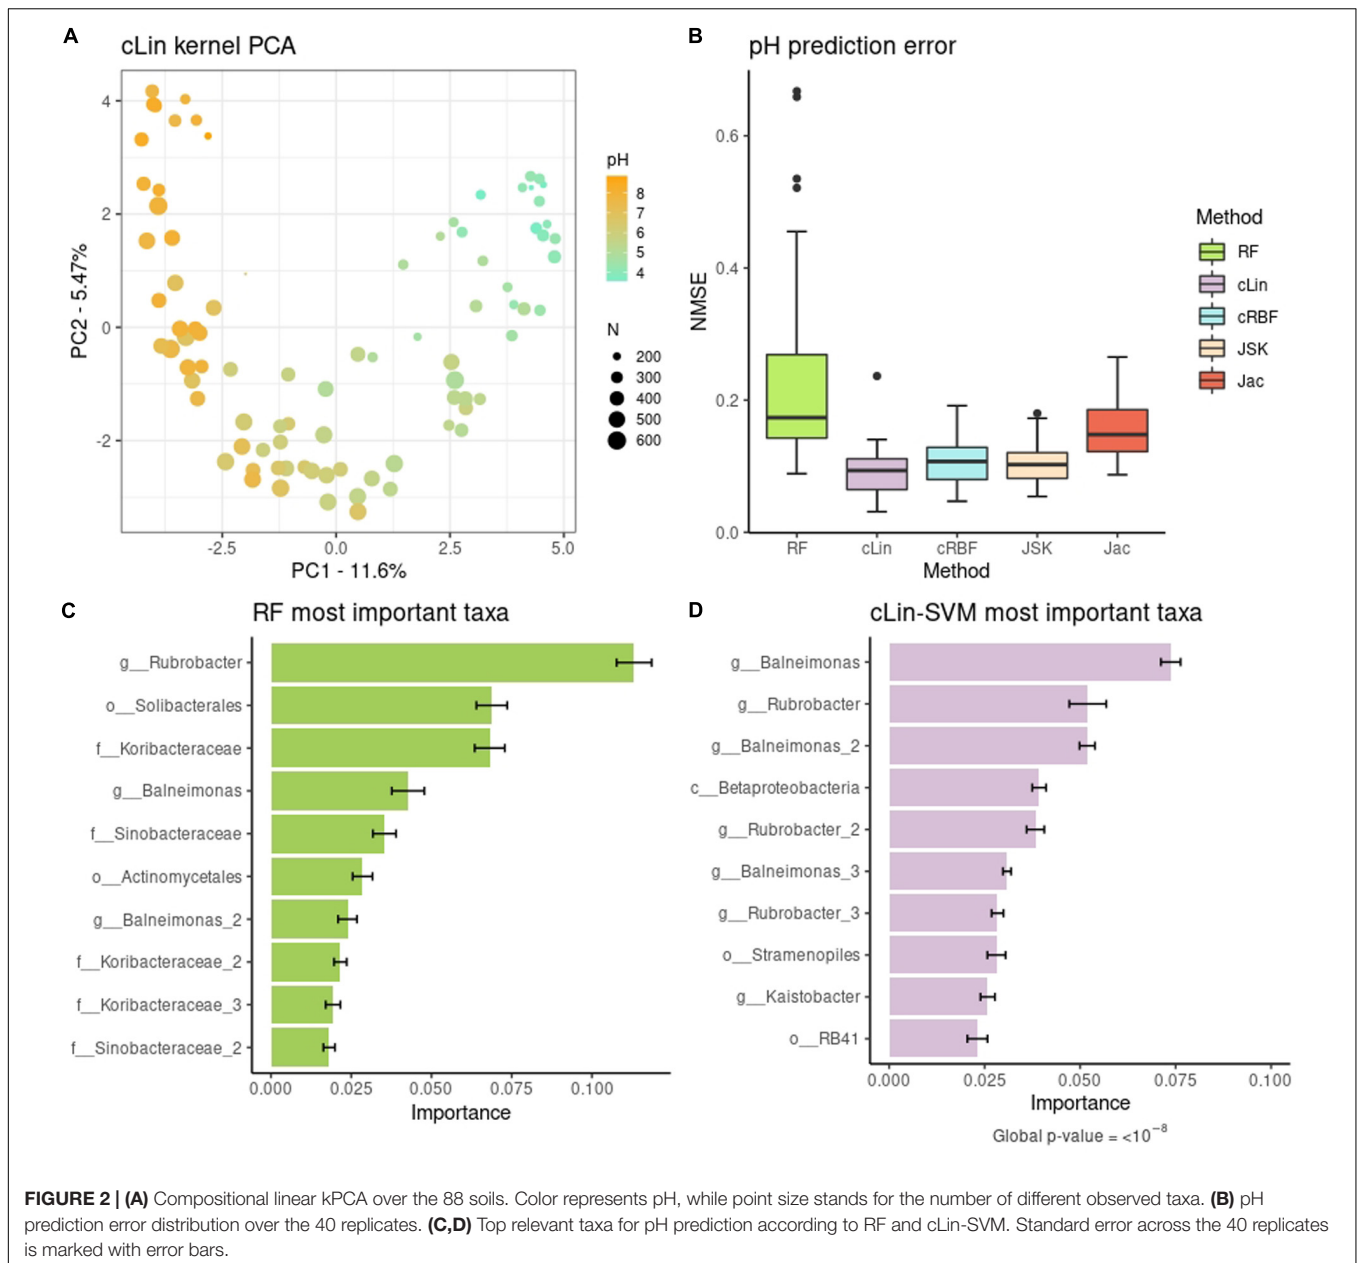 A
cLin kernel PCA
4
2
0
-2
PC2 - 5.47%
-2.5
0.0
2.5
5.0
PC1 - 11.6%
pH
8
7
6
5
4
N
200
300
400
500
600
B
pH prediction error
0.6
0.4
0.2
0.0
NMSE
RF
cLin
cRBF
JSK
Jac
Method
Method
RF
cLin
cRBF
JSK
Jac
C
RF most important taxa
g__Rubrobacter
o__Solibacterales
f__Koribacteraceae
g__Balneimonas
f__Sinobacteraceae
o__Actinomycetales
g__Balneimonas_2
f__Koribacteraceae_2
f__Koribacteraceae_3
f__Sinobacteraceae_2
0.000
0.025
0.050
0.075
0.100
Importance
D
cLin-SVM most important taxa
g__Balneimonas
g__Rubrobacter
g__Balneimonas_2
c__Betaproteobacteria
g__Rubrobacter_2
g__Balneimonas_3
g__Rubrobacter_3
o__Stramenopiles
g__Kaistobacter
o__RB41
0.000
0.025
0.050
0.075
0.100
Importance
Global p-value = <10⁻⁸
FIGURE 2 | (A) Compositional linear kPCA over the 88 soils. Color represents pH, while point size stands for the number of different observed taxa. (B) pH
prediction error distribution over the 40 replicates. (C,D) Top relevant taxa for pH prediction according to RF and cLin-SVM. Standard error across the 40 replicates
is marked with error bars.